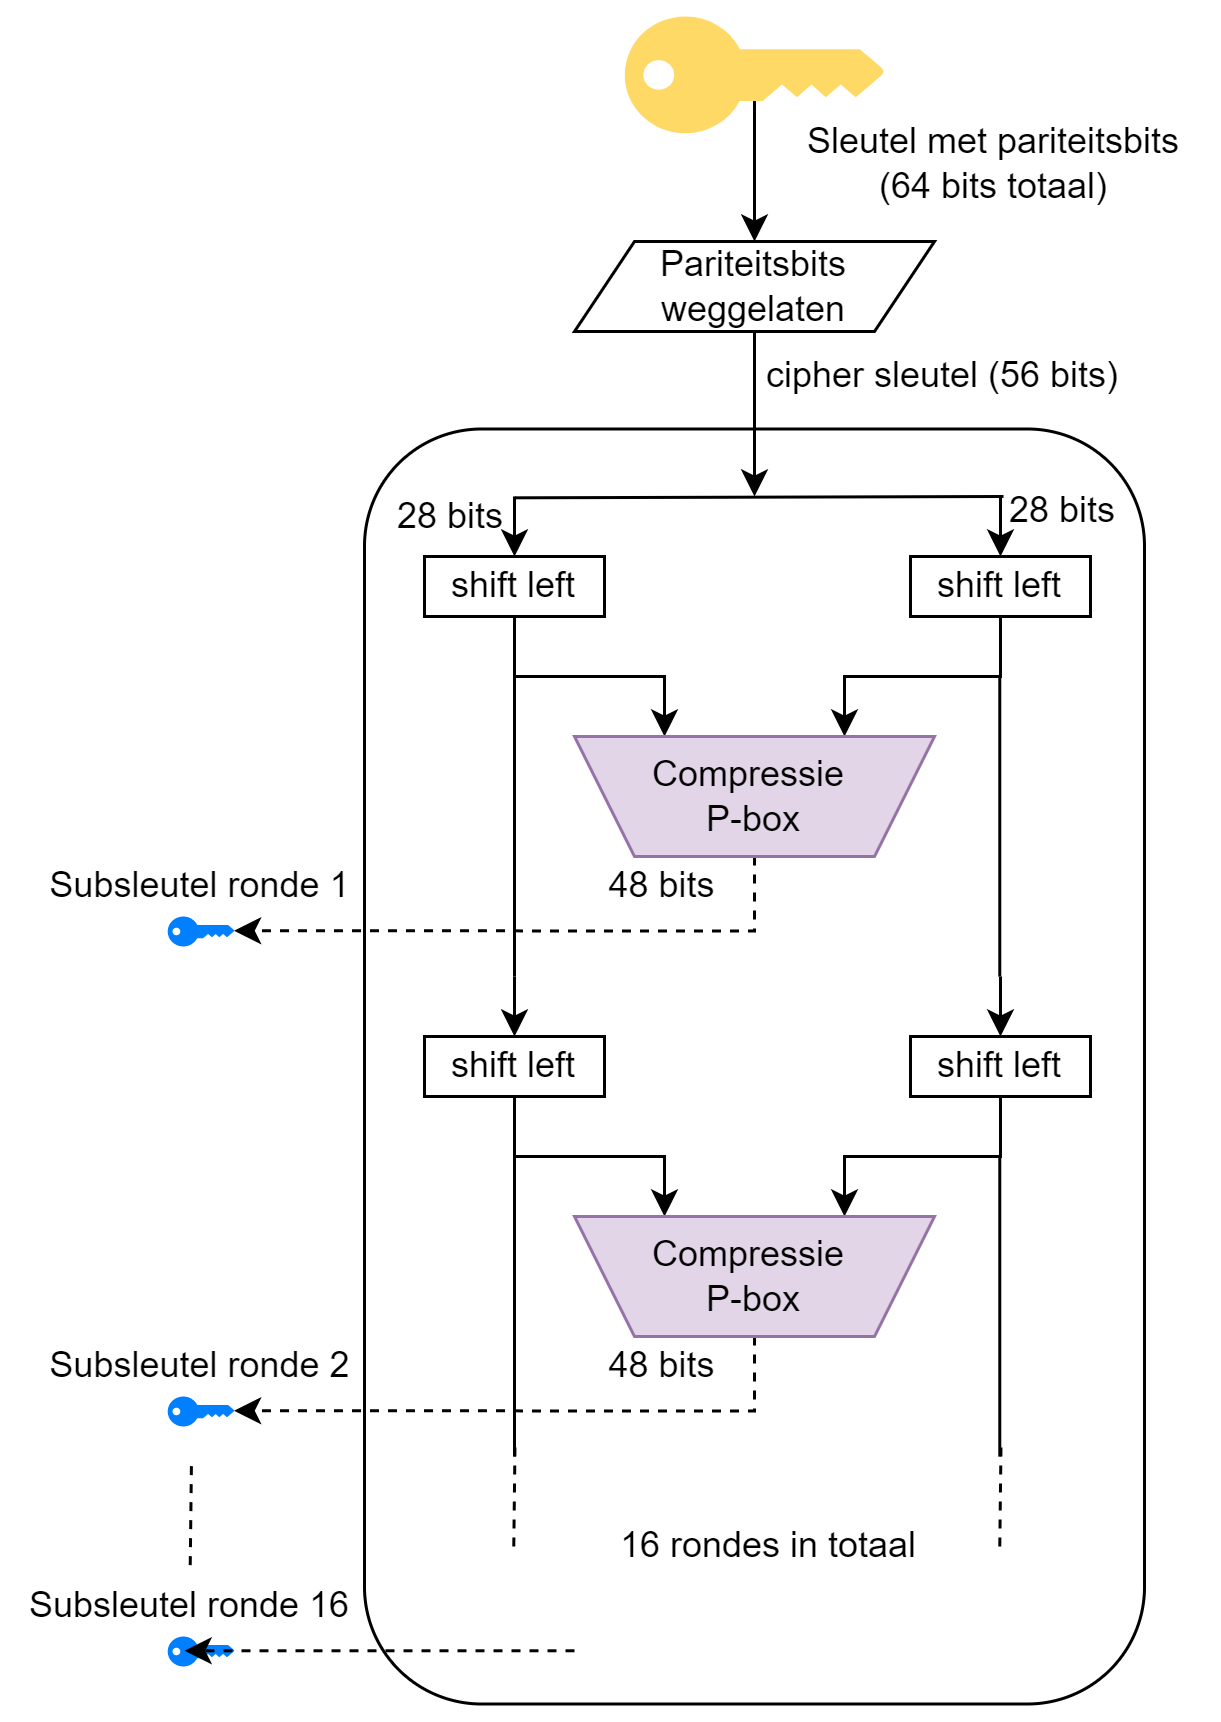 Sleutel met pariteitsbits
(64 bits totaal)
Pariteitsbits
weggelaten
cipher sleutel (56 bits)
28 bits
28 bits
shift left
shift left
Compressie
P-box
48 bits
Subsleutel ronde 1
shift left
shift left
Compressie
P-box
48 bits
Subsleutel ronde 2
16 rondes in totaal
Subsleutel ronde 16